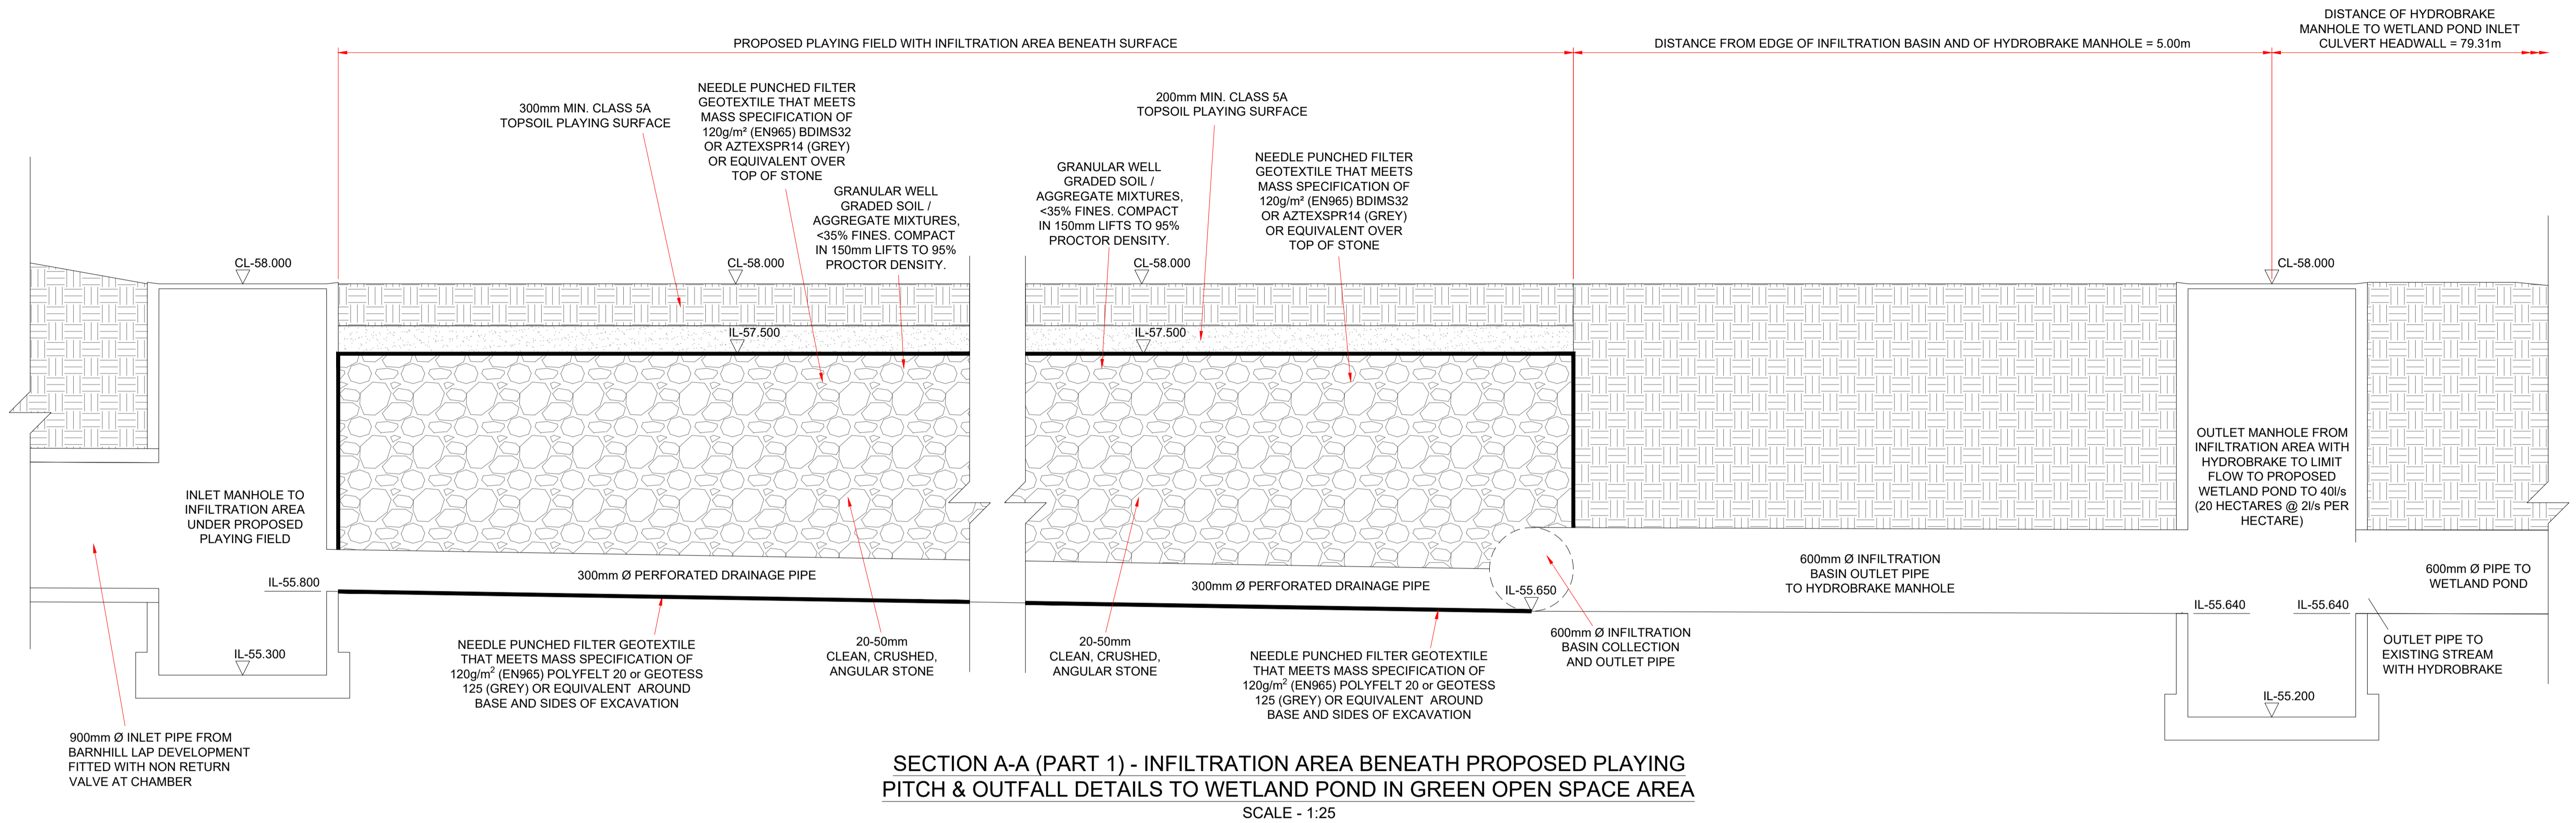 PROPOSED PLAYING FIELD WITH INFILTRATION AREA BENEATH SURFACE
DISTANCE FROM EDGE OF INFILTRATION BASIN AND OF HYDROBRAKE MANHOLE = 5.00m
DISTANCE OF HYDROBRAKE
MANHOLE TO WETLAND POND INLET
CULVERT HEADWALL = 79.31m
300mm MIN. CLASS 5A
TOPSOIL PLAYING SURFACE
NEEDLE PUNCHED FILTER
GEOTEXTILE THAT MEETS
MASS SPECIFICATION OF
120g/m² (EN965) BDIMS32
OR AZTEXSPR14 (GREY)
OR EQUIVALENT OVER
TOP OF STONE
GRANULAR WELL
GRADED SOIL /
AGGREGATE MIXTURES,
<35% FINES. COMPACT
IN 150mm LIFTS TO 95%
PROCTOR DENSITY.
200mm MIN. CLASS 5A
TOPSOIL PLAYING SURFACE
GRANULAR WELL
GRADED SOIL /
AGGREGATE MIXTURES,
<35% FINES. COMPACT
IN 150mm LIFTS TO 95%
PROCTOR DENSITY.
NEEDLE PUNCHED FILTER
GEOTEXTILE THAT MEETS
MASS SPECIFICATION OF
120g/m² (EN965) BDIMS32
OR AZTEXSPR14 (GREY)
OR EQUIVALENT OVER
TOP OF STONE
CL-58.000
CL-58.000
CL-58.000
CL-58.000
IL-57.500
IL-57.500
INLET MANHOLE TO
INFILTRATION AREA
UNDER PROPOSED
PLAYING FIELD
OUTLET MANHOLE FROM
INFILTRATION AREA WITH
HYDROBRAKE TO LIMIT
FLOW TO PROPOSED
WETLAND POND TO 40l/s
(20 HECTARES @ 2l/s PER
HECTARE)
IL-55.800
300mm Ø PERFORATED DRAINAGE PIPE
300mm Ø PERFORATED DRAINAGE PIPE
IL-55.650
600mm Ø INFILTRATION
BASIN OUTLET PIPE
TO HYDROBRAKE MANHOLE
600mm Ø PIPE TO
WETLAND POND
IL-55.640
IL-55.640
IL-55.300
NEEDLE PUNCHED FILTER GEOTEXTILE
THAT MEETS MASS SPECIFICATION OF
120g/m² (EN965) POLYFELT 20 or GEOTESS
125 (GREY) OR EQUIVALENT AROUND
BASE AND SIDES OF EXCAVATION
20-50mm
CLEAN, CRUSHED,
ANGULAR STONE
20-50mm
CLEAN, CRUSHED,
ANGULAR STONE
NEEDLE PUNCHED FILTER GEOTEXTILE
THAT MEETS MASS SPECIFICATION OF
120g/m² (EN965) POLYFELT 20 or GEOTESS
125 (GREY) OR EQUIVALENT AROUND
BASE AND SIDES OF EXCAVATION
600mm Ø INFILTRATION
BASIN COLLECTION
AND OUTLET PIPE
OUTLET PIPE TO
EXISTING STREAM
WITH HYDROBRAKE
IL-55.200
900mm Ø INLET PIPE FROM
BARNHILL LAP DEVELOPMENT
FITTED WITH NON RETURN
VALVE AT CHAMBER
SECTION A-A (PART 1) - INFILTRATION AREA BENEATH PROPOSED PLAYING
PITCH & OUTFALL DETAILS TO WETLAND POND IN GREEN OPEN SPACE AREA
SCALE - 1:25